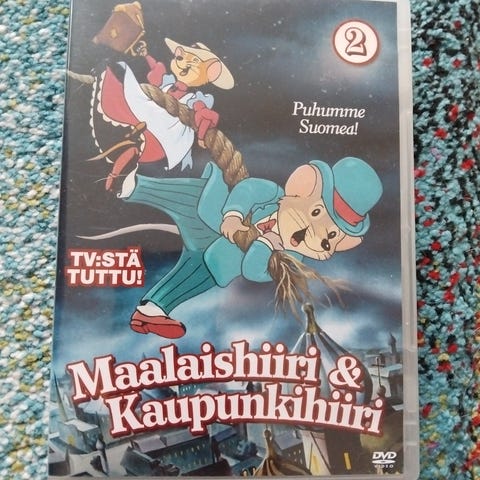 2
Puhumme
Suomea!
TV:STÄ
TUTTU!
Maalaishiiri &
Kaupunkihiiri
DVD
VIDEO